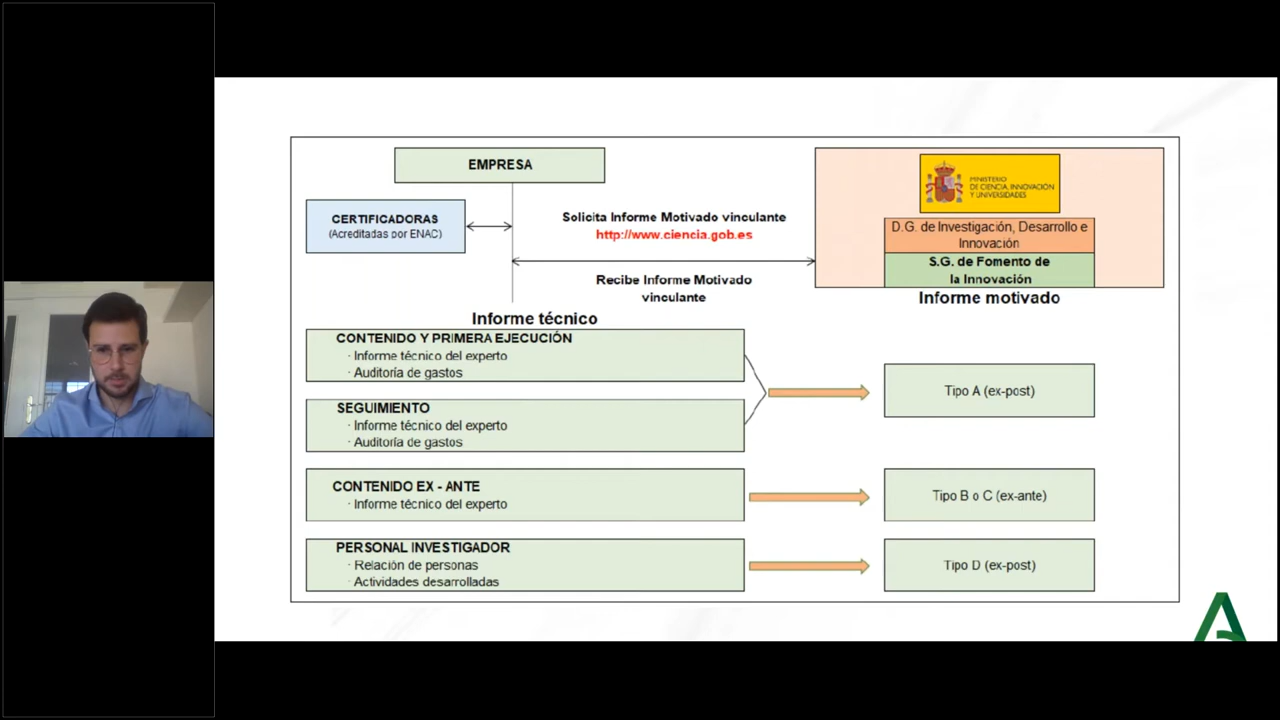 EMPRESA
CERTIFICADORAS
(Acreditadas por ENAC)
Solicita Informe Motivado vinculante
http://www.ciencia.gob.es
Recibe Informe Motivado
vinculante
MINISTERIO
DE CIENCIA, INNOVACIÓN
Y UNIVERSIDADES
D.G. de Investigación, Desarrollo e
Innovación
S.G. de Fomento de
la Innovación
Informe técnico
Informe motivado
CONTENIDO Y PRIMERA EJECUCIÓN
· Informe técnico del experto
· Auditoría de gastos
SEGUIMIENTO
· Informe técnico del experto
· Auditoría de gastos
Tipo A (ex-post)
CONTENIDO EX - ANTE
· Informe técnico del experto
Tipo B o C (ex-ante)
PERSONAL INVESTIGADOR
· Relación de personas
· Actividades desarrolladas
Tipo D (ex-post)